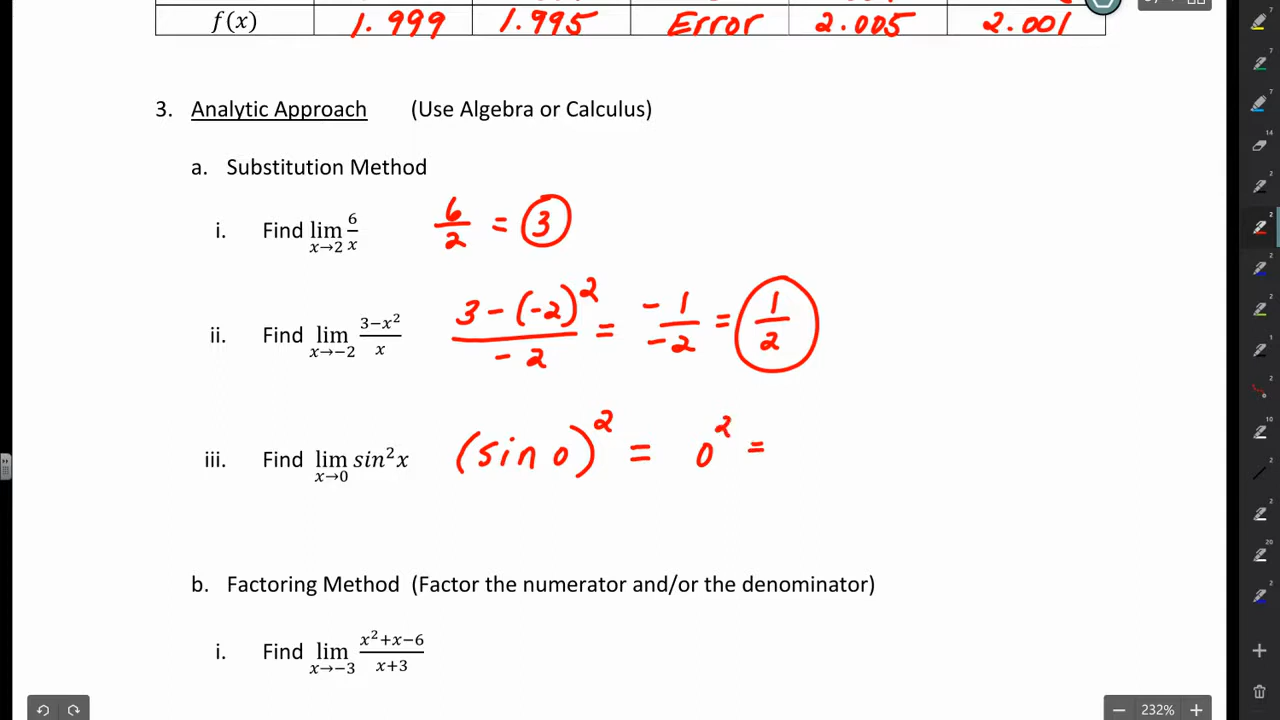 f(x) 1.999 1.995 Error 2.005 2.001
3. Analytic Approach (Use Algebra or Calculus)
a. Substitution Method
i. Find lim x→2 6/x 6/2 = 3
ii. Find lim x→−2 3−x²/x 3-(-2)²/-2 = -1/-2 = 1/2
iii. Find lim x→0 sin²x (sin 0)² = 0² =
b. Factoring Method (Factor the numerator and/or the denominator)
i. Find lim x→−3 x²+x−6/x+3
232%